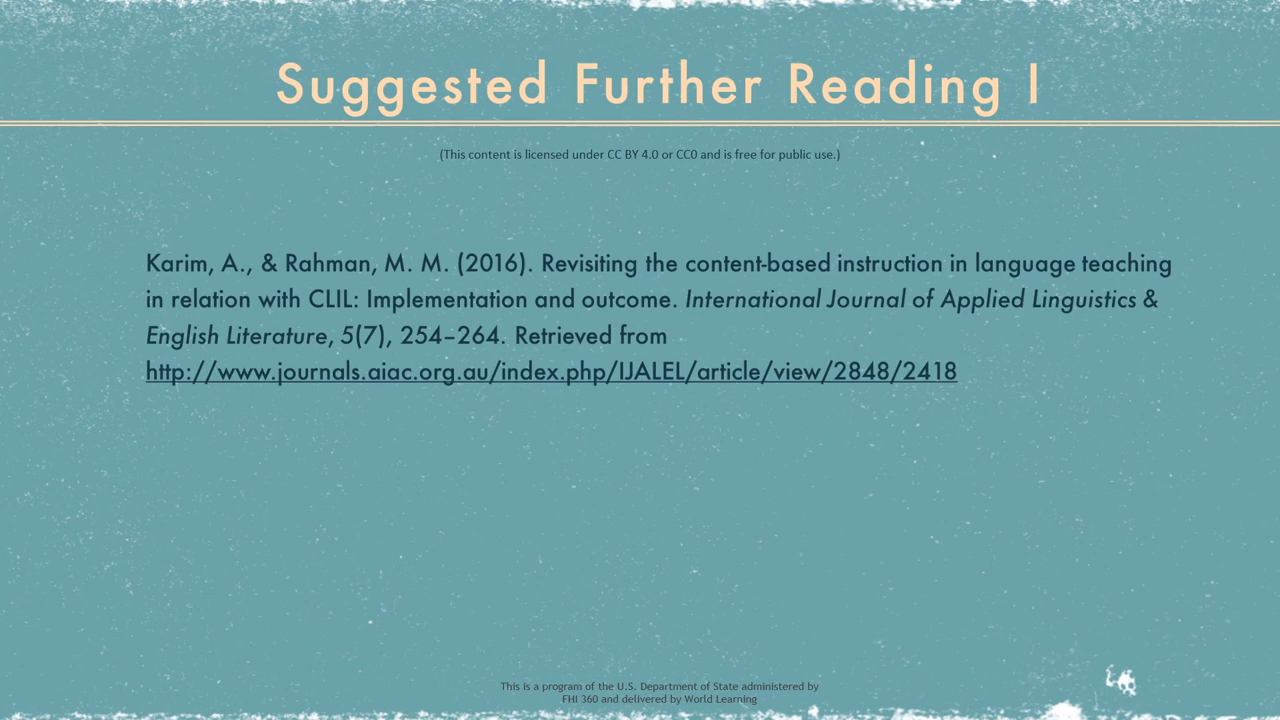 Suggested Further Reading I
(This content is licensed under CC BY 4.0 or CC0 and is free for public use.)
Karim, A., & Rahman, M. M. (2016). Revisiting the content-based instruction in language teaching
in relation with CLIL: Implementation and outcome. International Journal of Applied Linguistics &
English Literature, 5(7), 254–264. Retrieved from
http://www.journals.aiac.org.au/index.php/IJALEL/article/view/2848/2418
This is a program of the U.S. Department of State administered by
FHI 360 and delivered by World Learning